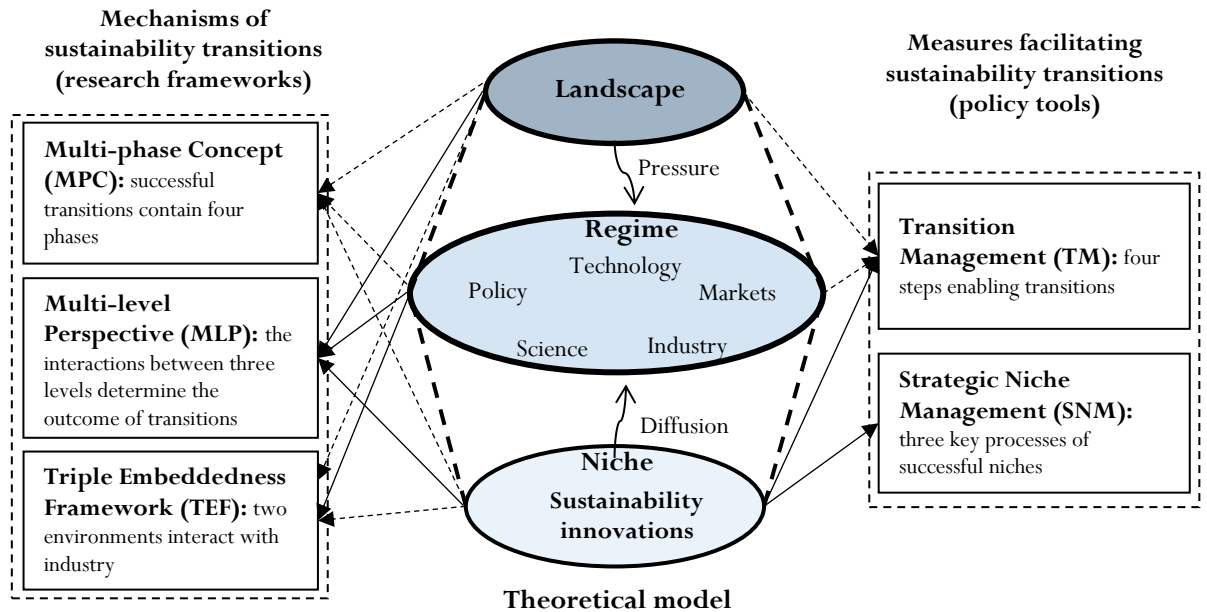 Mechanisms of
sustainability transitions
(research frameworks)
Multi-phase Concept
(MPC): successful
transitions contain four
phases
Multi-level
Perspective (MLP): the
interactions between three
levels determine the
outcome of transitions
Triple Embeddedness
Framework (TEF): two
environments interact with
industry
Landscape
Pressure
Regime
Technology
Policy
Markets
Science
Industry
Diffusion
Niche
Sustainability
innovations
Theoretical model
Measures facilitating
sustainability transitions
(policy tools)
Transition
Management (TM): four
steps enabling transitions
Strategic Niche
Management (SNM):
three key processes of
successful niches